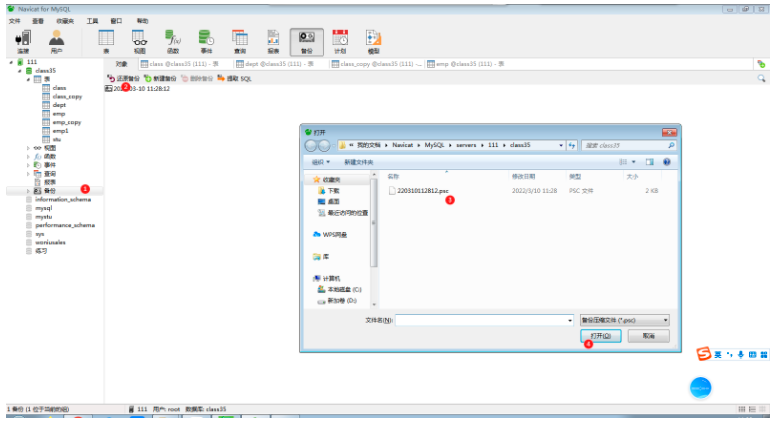 Navicat for MySQL
文件 查看 收藏夹 工具 窗口 帮助
连接 用户 表 视图 函数 事件 查询 报表 备份 计划 模型
111
class35
表
class
class_copy
dept
emp
emp_copy
emp1
stu
视图
函数
事件
查询
报表
备份 1
information_schema
mysql
mystu
performance_schema
sys
woniusales
练习
对象 class @class35 (111) - 表 dept @class35 (111) - 表 class_copy @class35 (111) -... emp @class35 (111) - 表
还原备份 新建备份 删除备份 提取 SQL
2
-03-10 11:28:12
打开
« 我的文档 ▸ Navicat ▸ MySQL ▸ servers ▸ 111 ▸ class35
搜索 class35
组织 新建文件夹
收藏夹
下载
桌面
最近访问的位置
WPS网盘
库
计算机
本地磁盘 (C:)
新加卷 (D:)
名称 修改日期 类型 大小
220310112812.psc 2022/3/10 11:28 PSC 文件 2 KB
3
文件名(N): 备份压缩文件 (*.psc)
打开(O) 取消
4
英
1 备份 (1 位于当前的组) 111 用户: root 数据库: class35